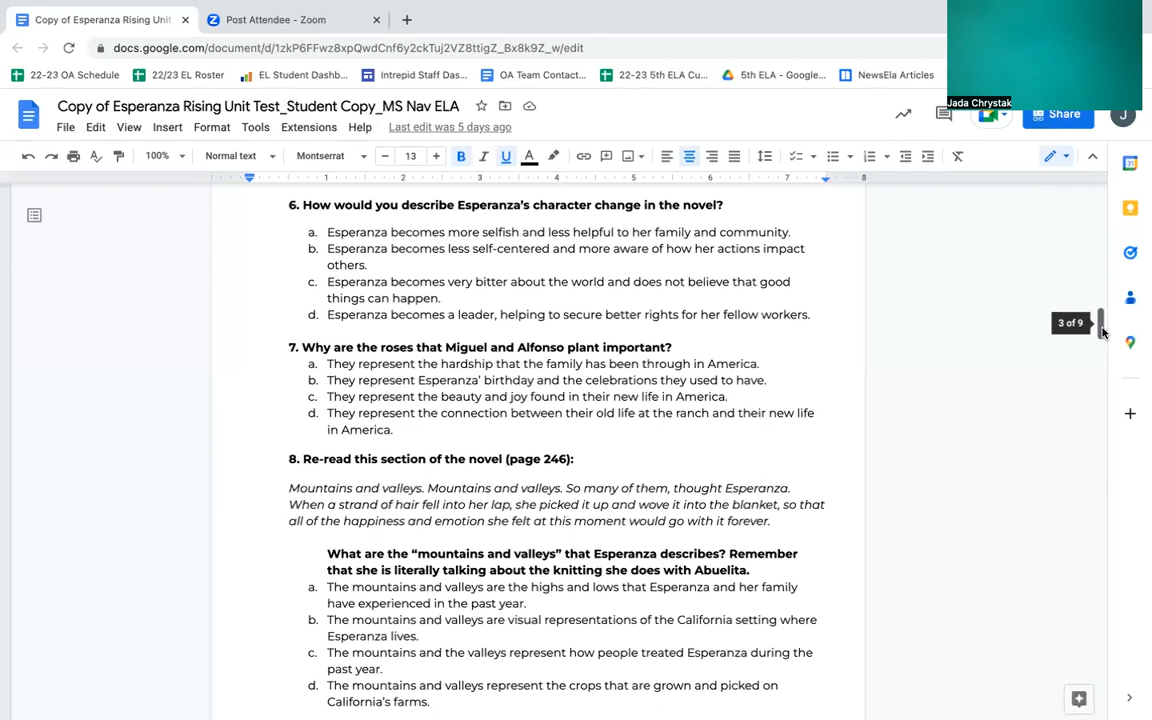 Copy of Esperanza Rising Unit
Post Attendee - Zoom
docs.google.com/document/d/1zkP6FFwz8xpQwdCnf6y2ckTuj2VZ8ttigZ_Bx8k9Z_w/edit
22-23 OA Schedule
22/23 EL Roster
EL Student Dashb...
Intrepid Staff Das...
OA Team Contact...
22-23 5th ELA Cu...
5th ELA - Google...
NewsEla Articles
Jada Chrystak
Copy of Esperanza Rising Unit Test_Student Copy_MS Nav ELA
Share
J
File Edit View Insert Format Tools Extensions Help Last edit was 5 days ago
100% Normal text Montserrat 13 B I U A
1 2 3 4 5 6 7 8
6. How would you describe Esperanza's character change in the novel?
a. Esperanza becomes more selfish and less helpful to her family and community.
b. Esperanza becomes less self-centered and more aware of how her actions impact
others.
c. Esperanza becomes very bitter about the world and does not believe that good
things can happen.
d. Esperanza becomes a leader, helping to secure better rights for her fellow workers.
3 of 9
7. Why are the roses that Miguel and Alfonso plant important?
a. They represent the hardship that the family has been through in America.
b. They represent Esperanza' birthday and the celebrations they used to have.
c. They represent the beauty and joy found in their new life in America.
d. They represent the connection between their old life at the ranch and their new life
in America.
8. Re-read this section of the novel (page 246):
Mountains and valleys. Mountains and valleys. So many of them, thought Esperanza.
When a strand of hair fell into her lap, she picked it up and wove it into the blanket, so that
all of the happiness and emotion she felt at this moment would go with it forever.
What are the “mountains and valleys” that Esperanza describes? Remember
that she is literally talking about the knitting she does with Abuelita.
a. The mountains and valleys are the highs and lows that Esperanza and her family
have experienced in the past year.
b. The mountains and valleys are visual representations of the California setting where
Esperanza lives.
c. The mountains and the valleys represent how people treated Esperanza during the
past year.
d. The mountains and valleys represent the crops that are grown and picked on
California's farms.